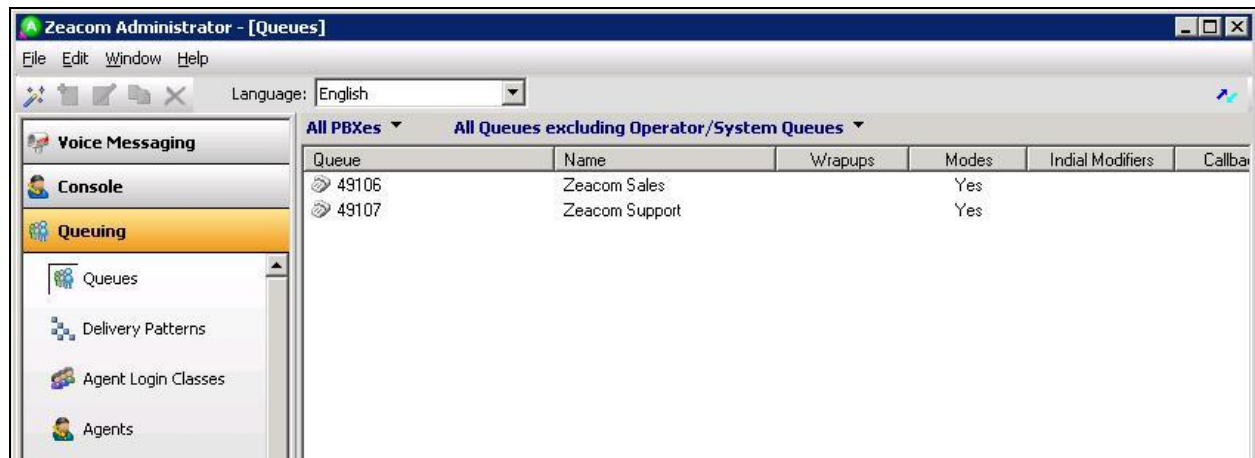 Zeacom Administrator - [Queues]
File Edit Window Help
Language: English
All PBXes All Queues excluding Operator/System Queues
Voice Messaging
Queue Name Wrapups Modes Indial Modifiers Callba
Console
49106 Zeacom Sales Yes
49107 Zeacom Support Yes
Queuing
Queues
Delivery Patterns
Agent Login Classes
Agents